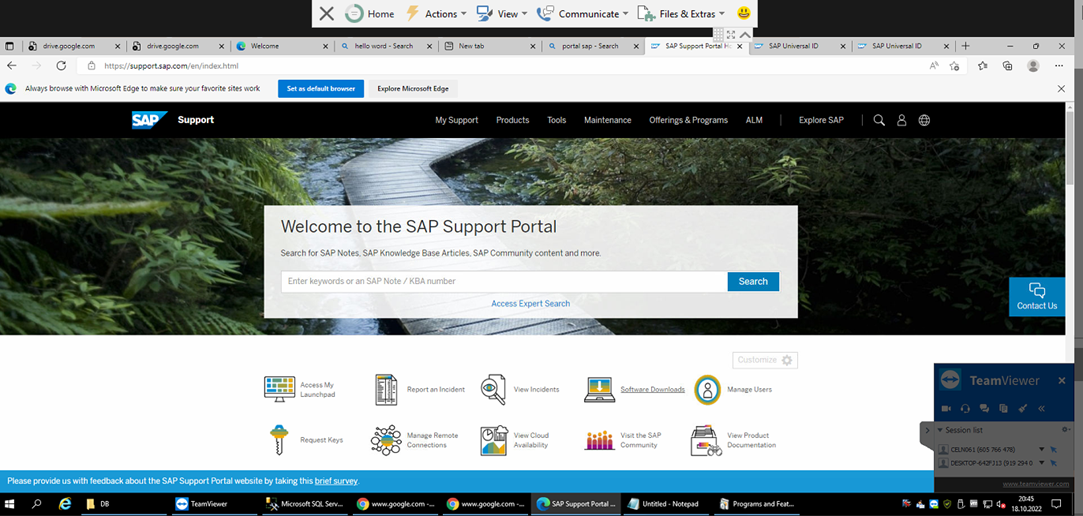 Home Actions View Communicate Files & Extras
drive.google.com drive.google.com Welcome hello word - Search New tab portal sap - Search SAP Support Portal H SAP Universal ID SAP Universal ID
https://support.sap.com/en/index.html
Always browse with Microsoft Edge to make sure your favorite sites work Set as default browser Explore Microsoft Edge
SAP Support My Support Products Tools Maintenance Offerings & Programs ALM Explore SAP
Welcome to the SAP Support Portal
Search for SAP Notes, SAP Knowledge Base Articles, SAP Community content and more.
Enter keywords or an SAP Note / KBA number Search
Access Expert Search
Contact Us
Customize
Access My
Launchpad
Report an Incident
View Incidents
Software Downloads
Manage Users
Request Keys
Manage Remote
Connections
View Cloud
Availability
Visit the SAP
Community
View Product
Documentation
TeamViewer
Session list
CELN061 (605 766 478)
DESKTOP-642FJ13 (919 294 0
www.teamviewer.com
Please provide us with feedback about the SAP Support Portal website by taking this brief survey.
DB TeamViewer Microsoft SQL Serv... www.google.com -... www.google.com -... SAP Support Portal ... Untitled - Notepad Programs and Feat...
20:45
18.10.2022